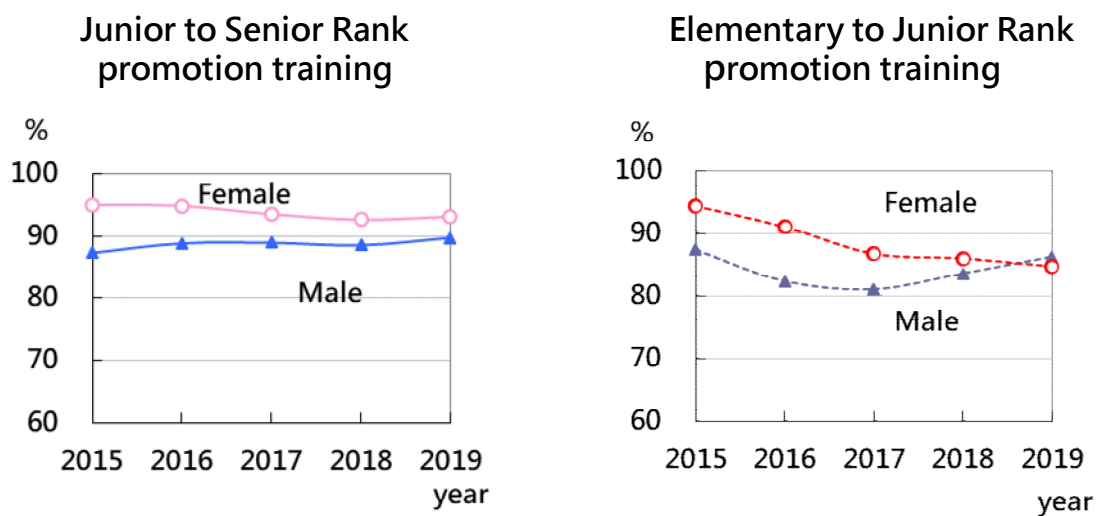 Junior to Senior Rank
promotion training
%
100
90
80
70
60
Female
Male
2015 2016 2017 2018 2019
year
Elementary to Junior Rank
promotion training
%
100
90
80
70
60
Female
Male
2015 2016 2017 2018 2019
year